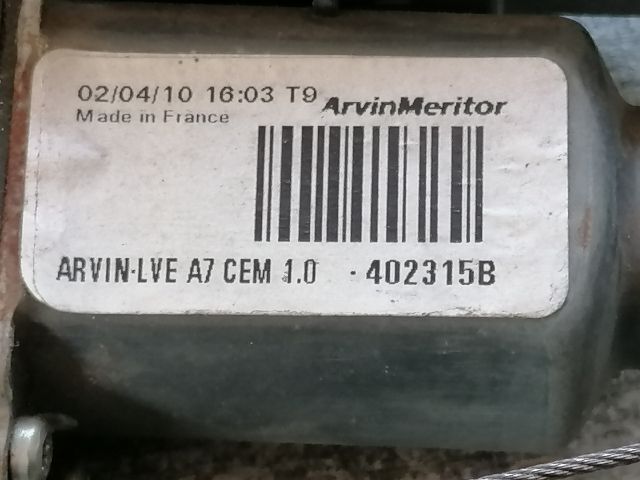 02/04/10 16:03 T9 ArvinMeritor
Made in France
ARVIN-LVE A7 CEM 1.0 - 402315B